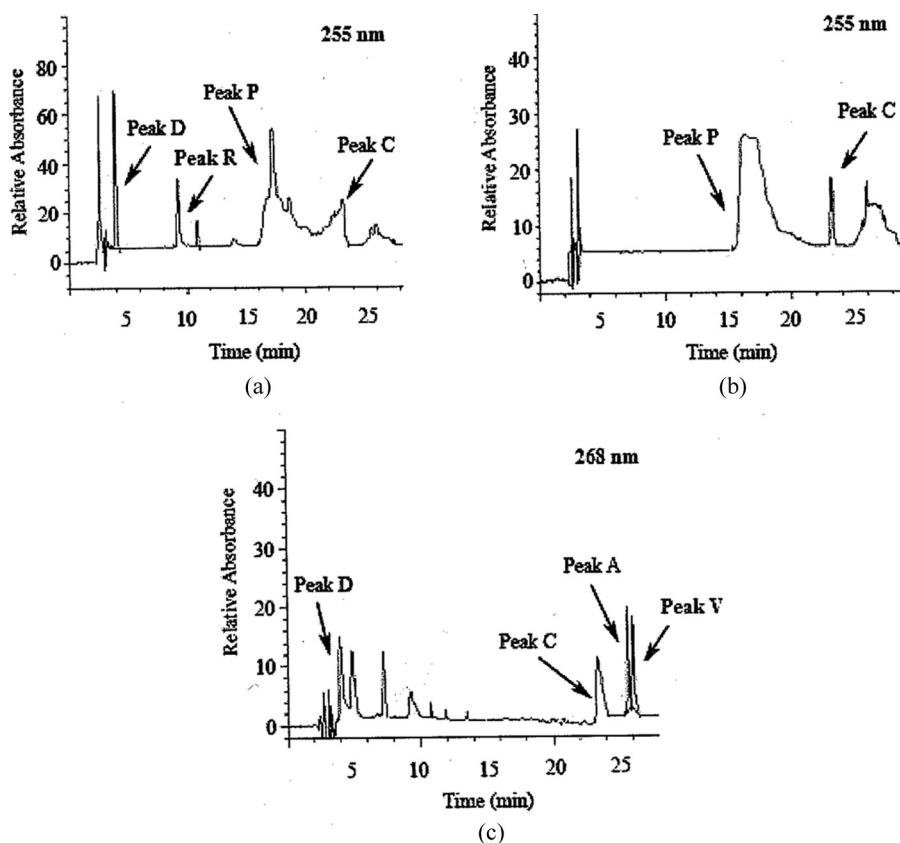 255 nm
Relative Absorbance
80
60
40
20
0
Peak D
Peak R
Peak P
Peak C
5 10 15 20 25
Time (min)
(a)
255 nm
Relative Absorbance
40
30
20
10
0
Peak P
Peak C
5 10 15 20 25
Time (min)
(b)
268 nm
Relative Absorbance
40
30
20
10
0
Peak D
Peak C
Peak A
Peak V
5 10 15 20 25
Time (min)
(c)